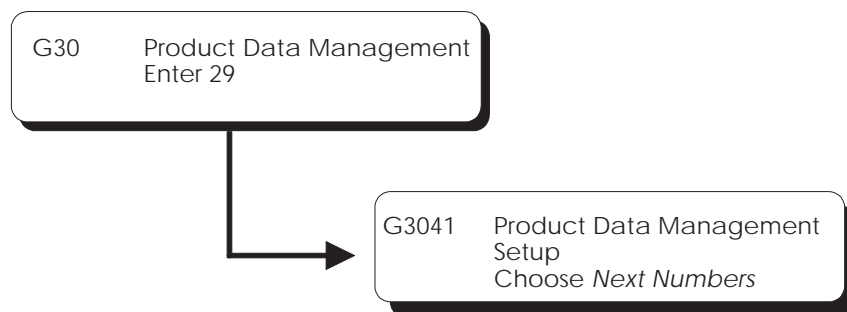 G30 Product Data Management
Enter 29
G3041 Product Data Management
Setup
Choose Next Numbers